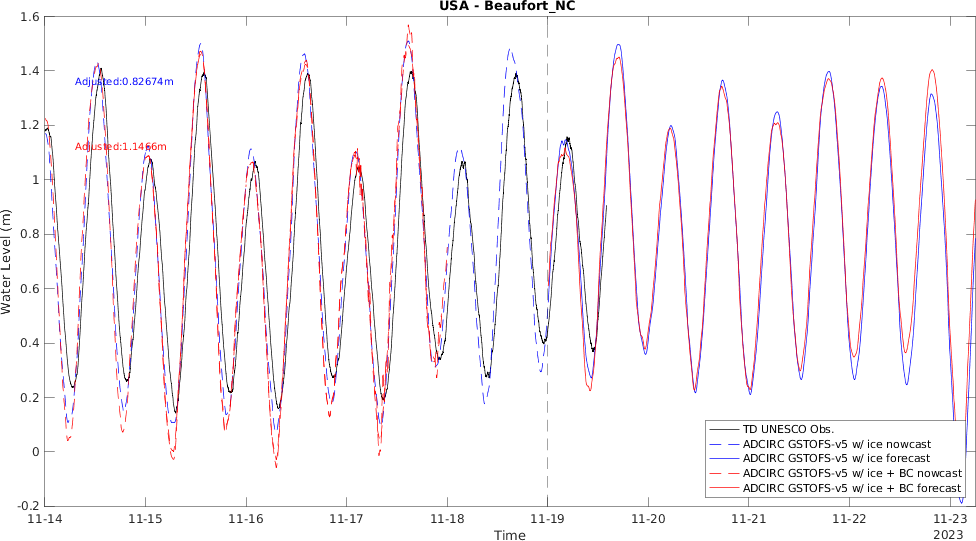 USA - Beaufort_NC
1.6
1.4
1.2
1
0.8
0.6
0.4
0.2
0
-0.2
Water Level (m)
Adjusted:0.82674m
Adjusted:1.1466m
TD UNESCO Obs.
ADCIRC GSTOFS-v5 w/ ice nowcast
ADCIRC GSTOFS-v5 w/ ice forecast
ADCIRC GSTOFS-v5 w/ ice + BC nowcast
ADCIRC GSTOFS-v5 w/ ice + BC forecast
11-14 11-15 11-16 11-17 11-18 11-19 11-20 11-21 11-22 11-23
Time
2023